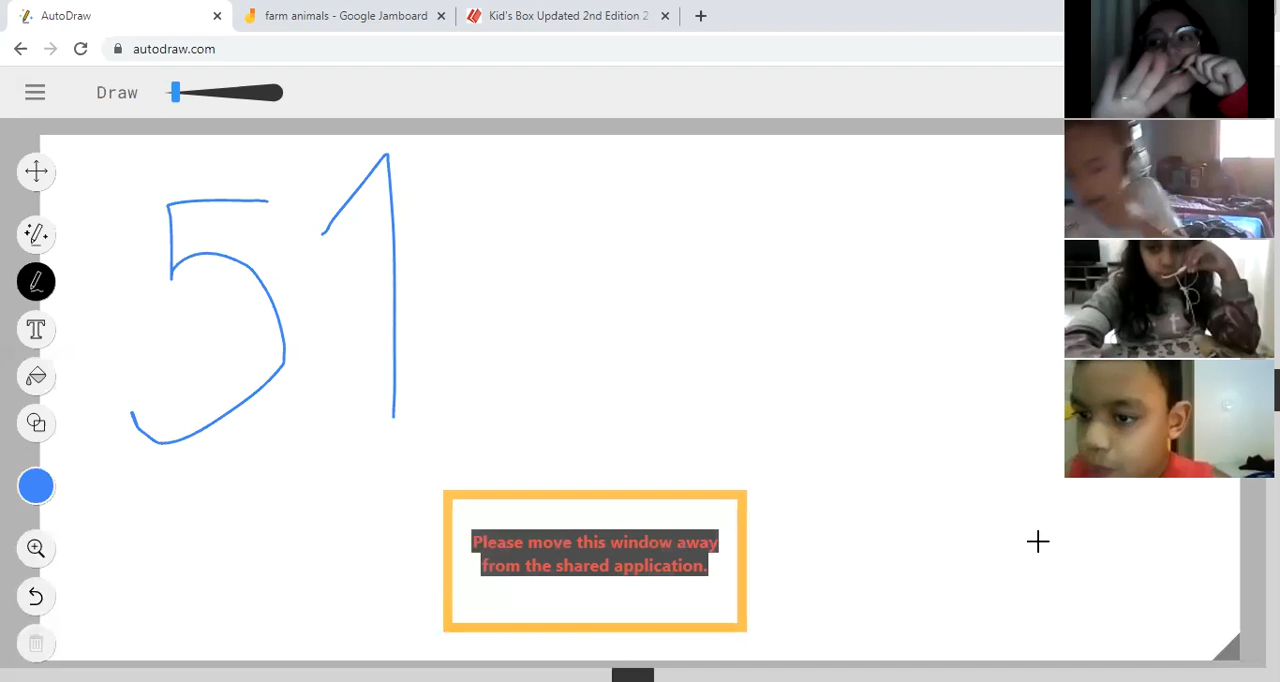 AutoDraw
farm animals - Google Jamboard
Kid's Box Updated 2nd Edition 2
autodraw.com
Draw
51
Please move this window away
from the shared application.